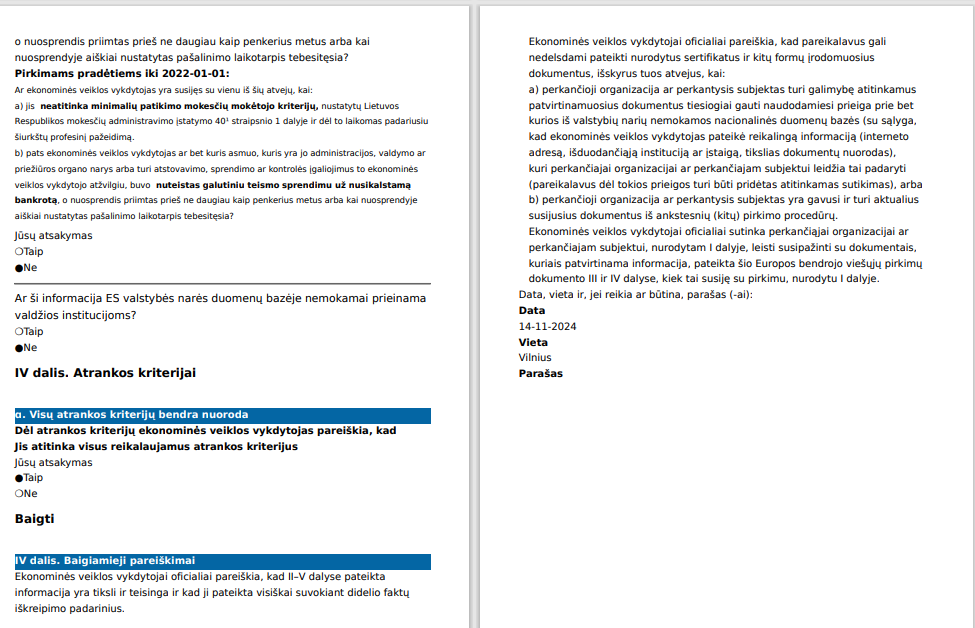 o nuosprendis priimtas prieš ne daugiau kaip penkerius metus arba kai
nuosprendyje aiškiai nustatytas pašalinimo laikotarpis tebesitęsia?
Pirkimams pradėtiems iki 2022-01-01:
Ar ekonominės veiklos vykdytojas yra susijęs su vienu iš šių atvejų, kai:
a) jis neatitinka minimalių patikimo mokesčių mokėtojo kriterijų, nustatytų Lietuvos
Respublikos mokesčių administravimo įstatymo 40¹ straipsnio 1 dalyje ir dėl to laikomas padariusiu
šiurkštų profesinį pažeidimą.
b) pats ekonominės veiklos vykdytojas ar bet kuris asmuo, kuris yra jo administracijos, valdymo ar
priežiūros organo narys arba turi atstovavimo, sprendimo ar kontrolės įgaliojimus to ekonominės
veiklos vykdytojo atžvilgiu, buvo nuteistas galutiniu teismo sprendimu už nusikalstamą
bankrotą, o nuosprendis priimtas prieš ne daugiau kaip penkerius metus arba kai nuosprendyje
aiškiai nustatytas pašalinimo laikotarpis tebesitęsia?
Jūsų atsakymas
❍Taip
●Ne
Ar ši informacija ES valstybės narės duomenų bazėje nemokamai prieinama
valdžios institucijoms?
❍Taip
●Ne
IV dalis. Atrankos kriterijai
α. Visų atrankos kriterijų bendra nuoroda
Dėl atrankos kriterijų ekonominės veiklos vykdytojas pareiškia, kad
Jis atitinka visus reikalaujamus atrankos kriterijus
Jūsų atsakymas
●Taip
❍Ne
Baigti
IV dalis. Baigiamieji pareiškimai
Ekonominės veiklos vykdytojai oficialiai pareiškia, kad II–V dalyse pateikta
informacija yra tiksli ir teisinga ir kad ji pateikta visiškai suvokiant didelio faktų
iškreipimo padarinius.
Ekonominės veiklos vykdytojai oficialiai pareiškia, kad pareikalavus gali
nedelsdami pateikti nurodytus sertifikatus ir kitų formų įrodomuosius
dokumentus, išskyrus tuos atvejus, kai:
a) perkančioji organizacija ar perkantysis subjektas turi galimybę atitinkamus
patvirtinamuosius dokumentus tiesiogiai gauti naudodamiesi prieiga prie bet
kurios iš valstybių narių nemokamos nacionalinės duomenų bazės (su sąlyga,
kad ekonominės veiklos vykdytojas pateikė reikalingą informaciją (interneto
adresą, išduodančiąją instituciją ar įstaigą, tikslias dokumentų nuorodas),
kuri perkančiajai organizacijai ar perkančiajam subjektui leidžia tai padaryti
(pareikalavus dėl tokios prieigos turi būti pridėtas atitinkamas sutikimas), arba
b) perkančioji organizacija ar perkantysis subjektas yra gavusi ir turi aktualius
susijusius dokumentus iš ankstesnių (kitų) pirkimo procedūrų.
Ekonominės veiklos vykdytojai oficialiai sutinka perkančiajai organizacijai ar
perkančiajam subjektui, nurodytam I dalyje, leisti susipažinti su dokumentais,
kuriais patvirtinama informacija, pateikta šio Europos bendrojo viešųjų pirkimų
dokumento III ir IV dalyse, kiek tai susiję su pirkimu, nurodytu I dalyje.
Data, vieta ir, jei reikia ar būtina, parašas (-ai):
Data
14-11-2024
Vieta
Vilnius
Parašas